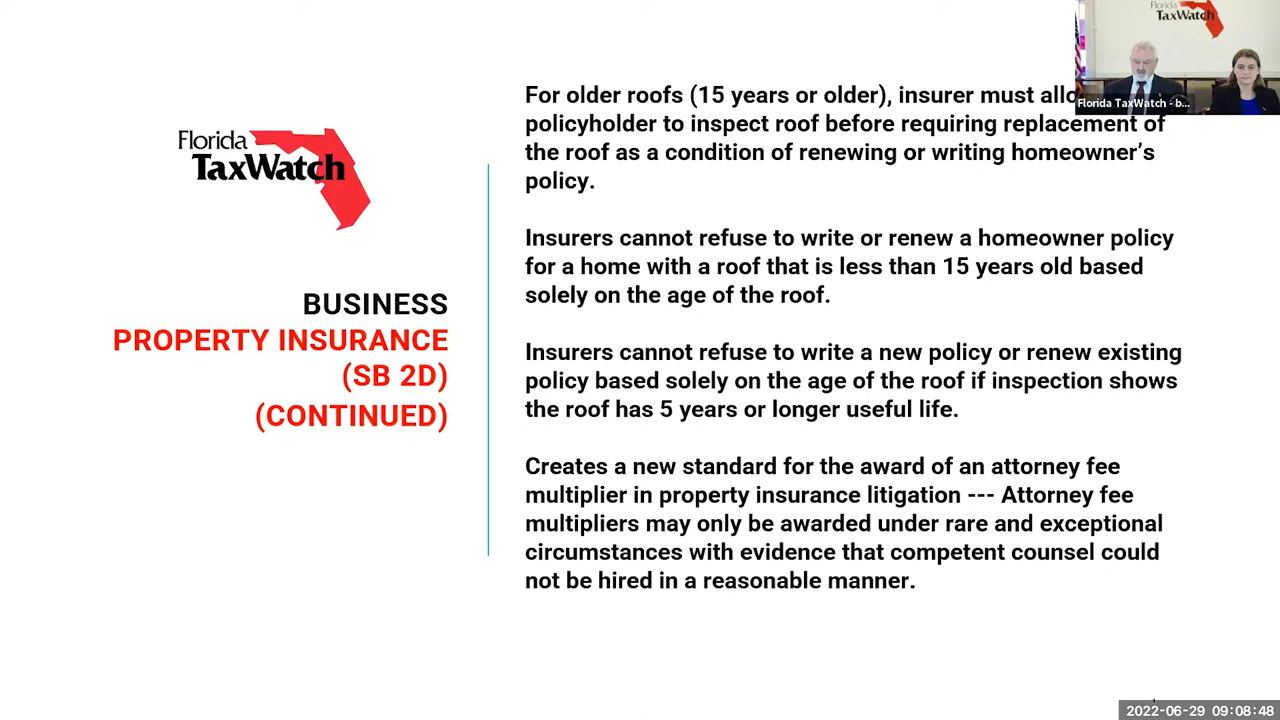 Florida
TaxWatch
BUSINESS
PROPERTY INSURANCE
(SB 2D)
(CONTINUED)
For older roofs (15 years or older), insurer must allo
policyholder to inspect roof before requiring replacement of
the roof as a condition of renewing or writing homeowner’s
policy.
Insurers cannot refuse to write or renew a homeowner policy
for a home with a roof that is less than 15 years old based
solely on the age of the roof.
Insurers cannot refuse to write a new policy or renew existing
policy based solely on the age of the roof if inspection shows
the roof has 5 years or longer useful life.
Creates a new standard for the award of an attorney fee
multiplier in property insurance litigation --- Attorney fee
multipliers may only be awarded under rare and exceptional
circumstances with evidence that competent counsel could
not be hired in a reasonable manner.
Florida
TaxWatch
Florida TaxWatch - b...
2022-06-29 09:08:48